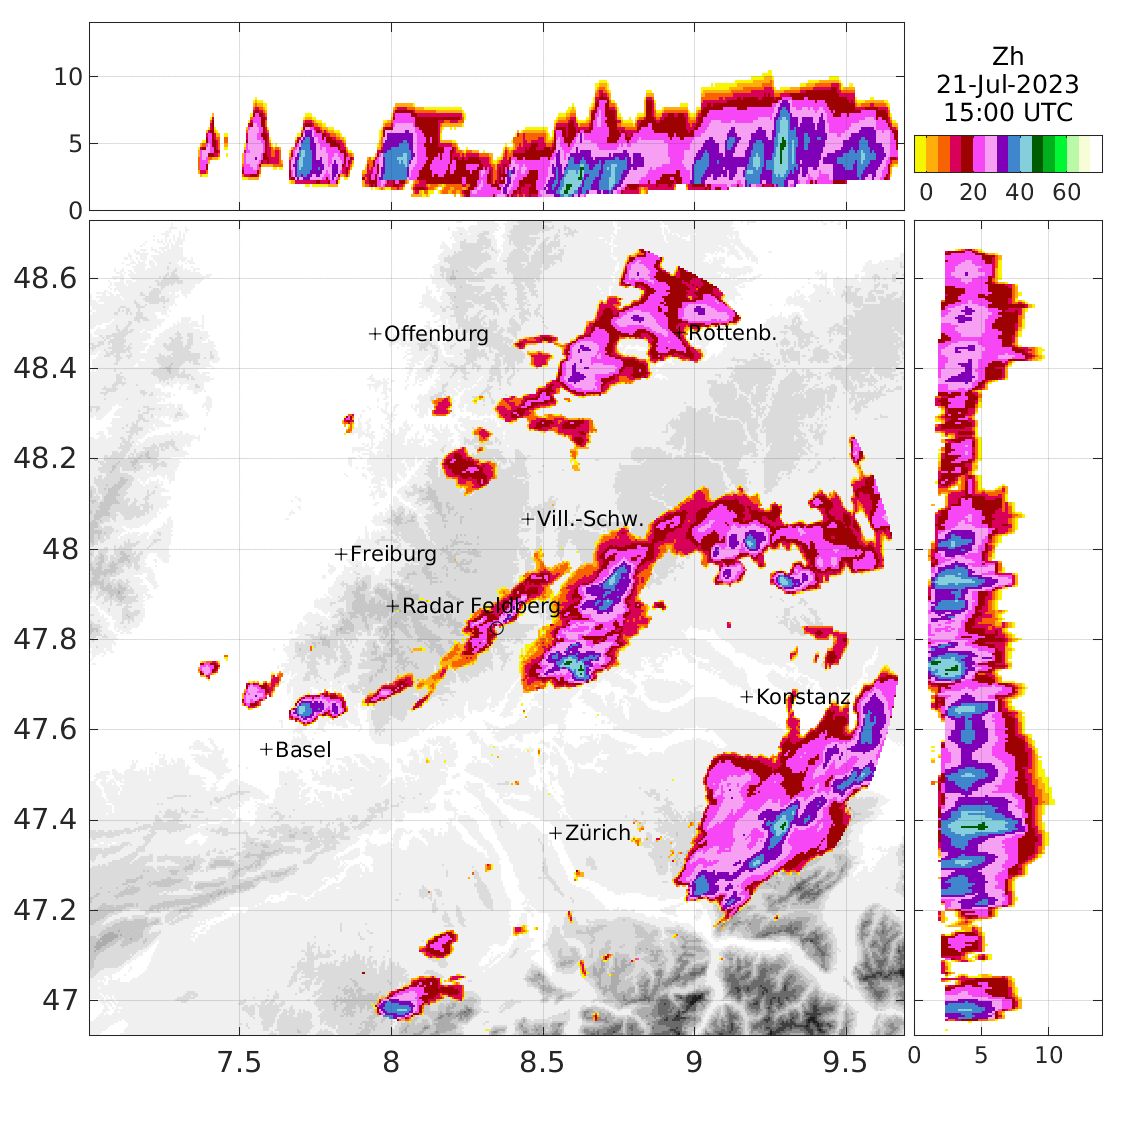 10
5
0
Zh
21-Jul-2023
15:00 UTC
0 20 40 60
48.6
48.4
48.2
48
47.8
47.6
47.4
47.2
47
+Offenburg
+Rottenb.
+Vill.-Schw.
+Freiburg
+Radar Feldberg
+Konstanz
+Basel
+Zürich
7.5 8 8.5 9 9.5
0 5 10